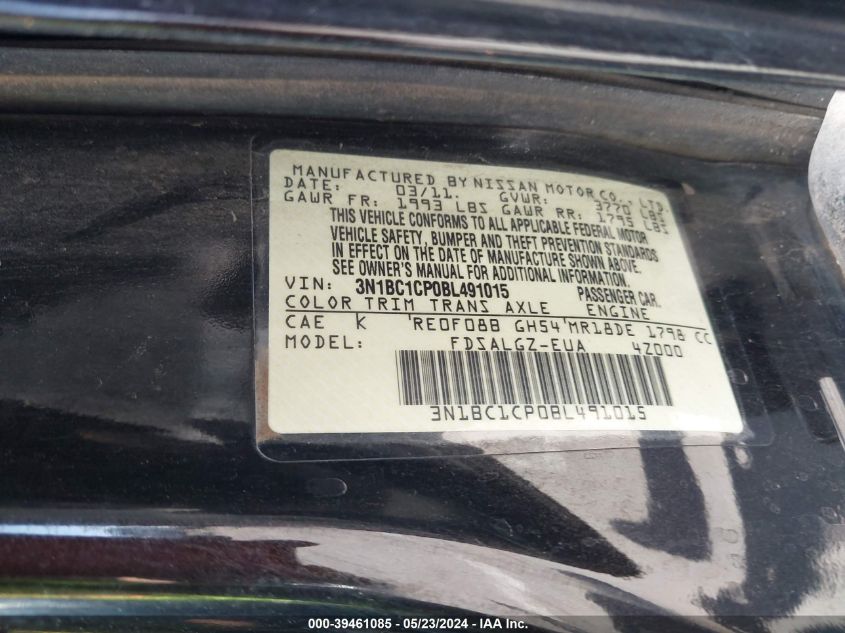 MANUFACTURED BY NISSAN MOTOR CO., LTD.
DATE: 03/11. GVWR: 3770 LBS
GAWR FR: 1993 LBS GAWR RR: 1793 LBS
THIS VEHICLE CONFORMS TO ALL APPLICABLE FEDERAL MOTOR
VEHICLE SAFETY, BUMPER AND THEFT PREVENTION STANDARDS
IN EFFECT ON THE DATE OF MANUFACTURE SHOWN ABOVE.
SEE OWNER'S MANUAL FOR ADDITIONAL INFORMATION.
VIN: 3N1BC1CP0BL491015 PASSENGER CAR.
COLOR TRIM TRANS AXLE ENGINE
CAE K 'RE0F08B GH54'MR18DE 1798 CC
MODEL: FDSALGZ-EUA 4Z000
3N1BC1CP0BL491015
000-39461085 / 05/23/2024 - IAA Inc.